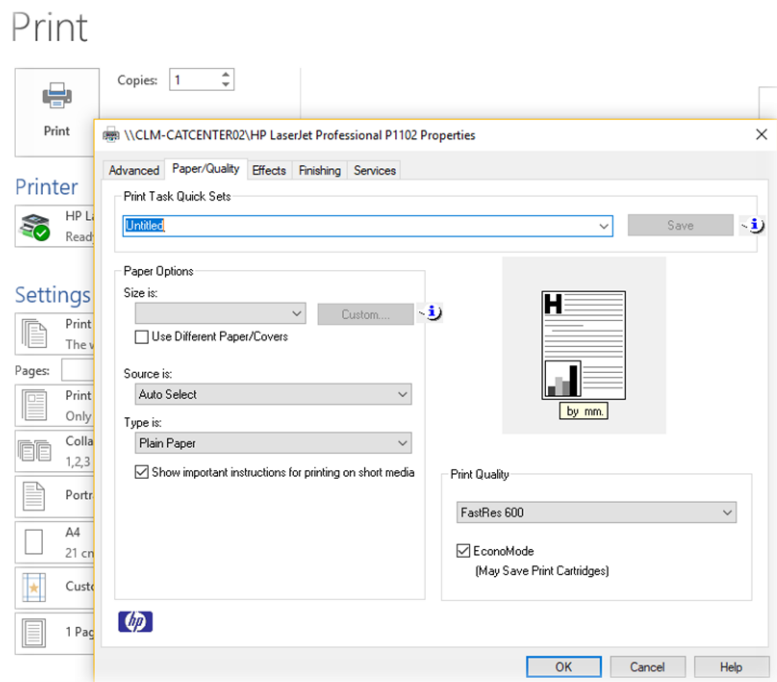 Print
Copies: 1
Print
\\CLM-CATCENTER02\HP LaserJet Professional P1102 Properties
Advanced
Paper/Quality
Effects
Finishing
Services
Printer
HP L
Ready
Print Task Quick Sets
Untitled
Save
Settings
Print
The w
Pages:
Print
Only
Colla
1,2,3
Portr
A4
21 cn
Custo
1 Pag
Paper Options
Size is:
Custom....
Use Different Paper/Covers
Source is:
Auto Select
Type is:
Plain Paper
Show important instructions for printing on short media
H
by mm.
Print Quality
FastRes 600
EconoMode
(May Save Print Cartridges)
hp
OK
Cancel
Help